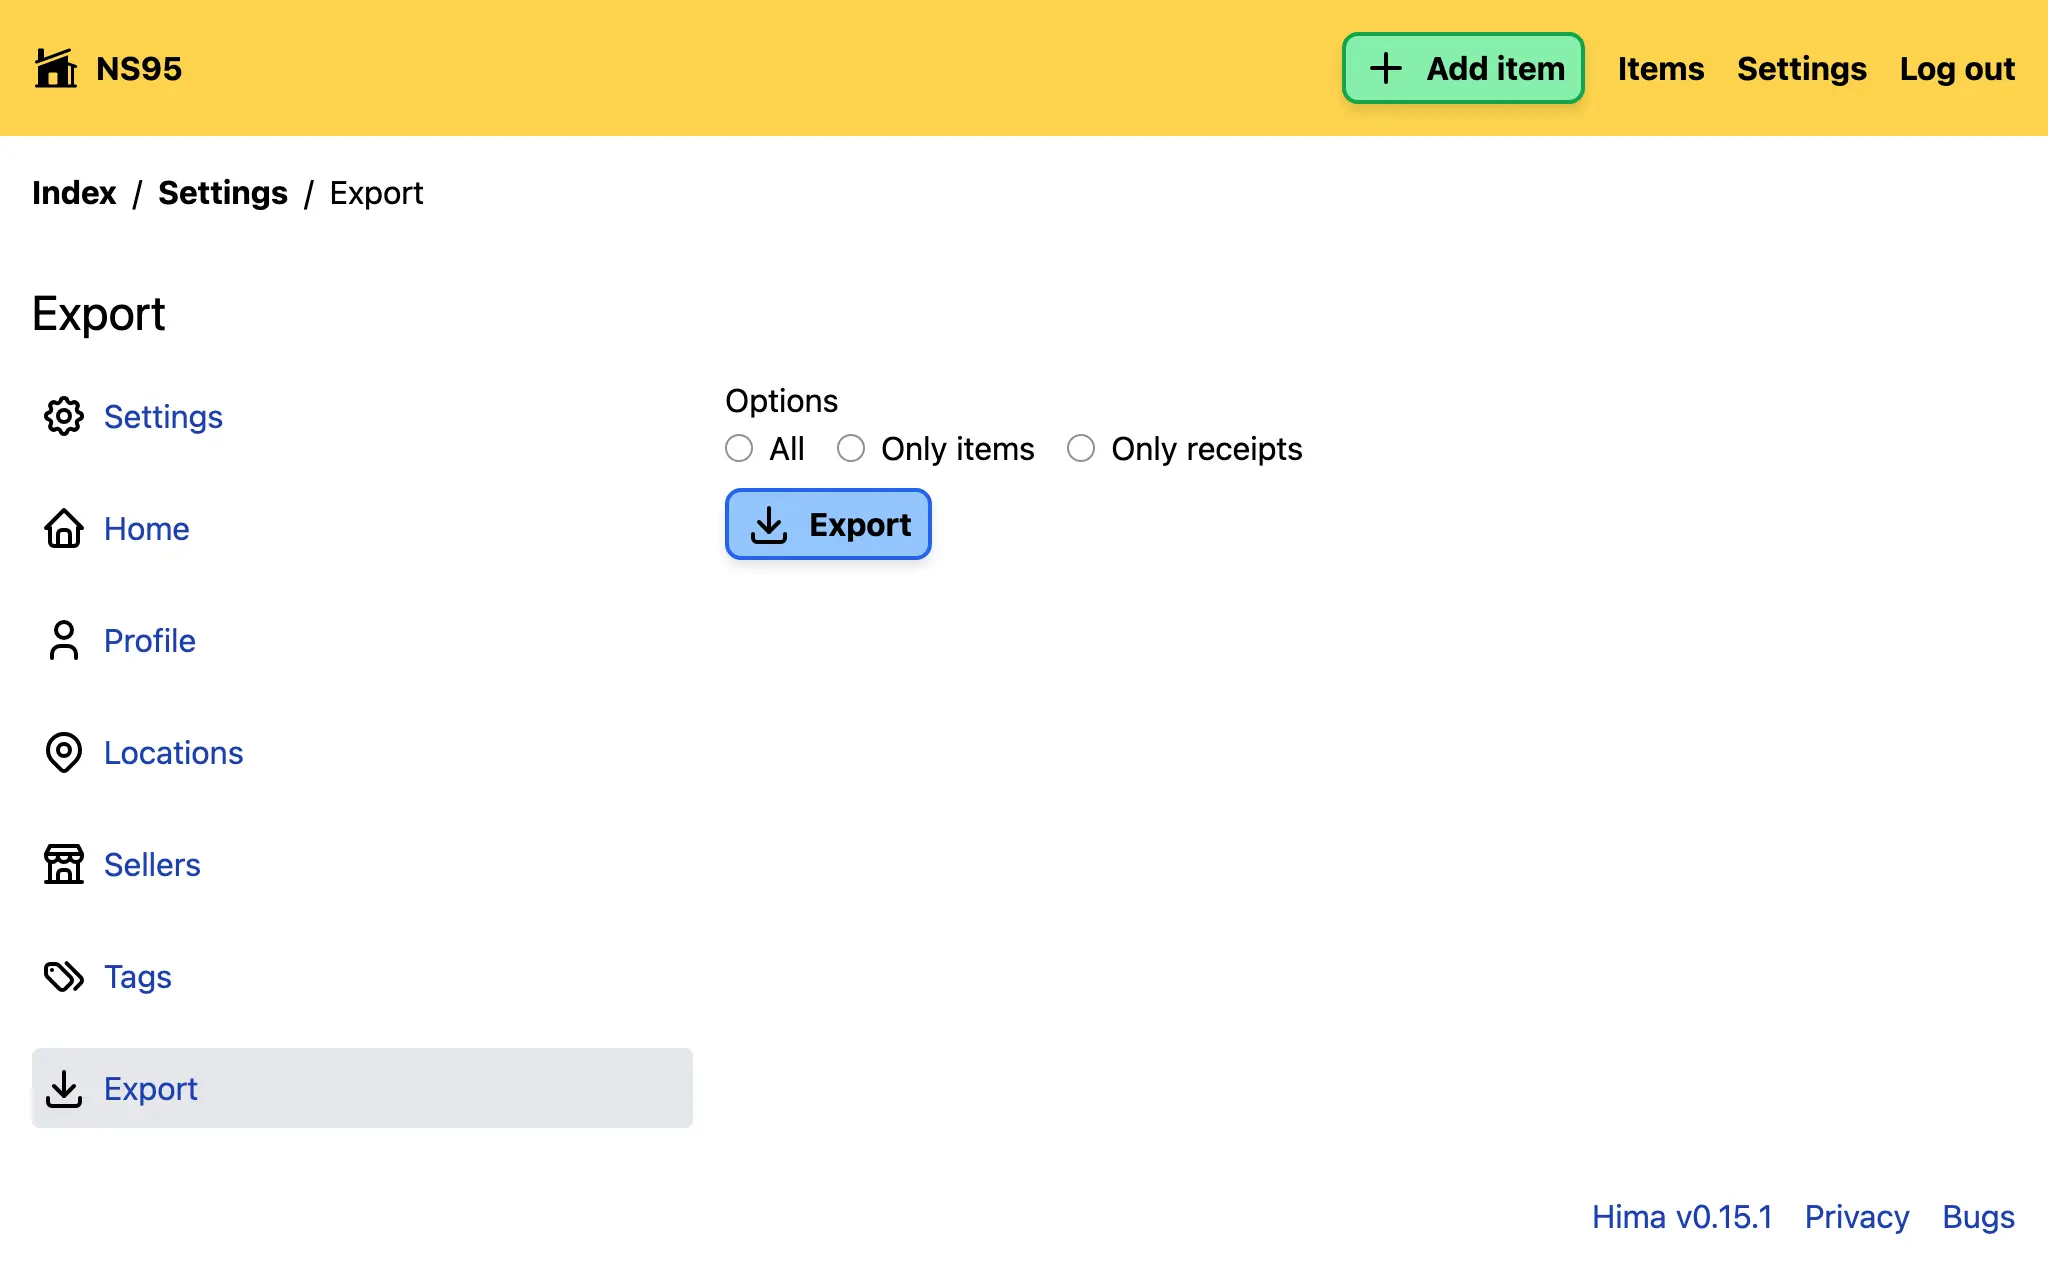 NS95
Add item Items Settings Log out
Index / Settings / Export
Export
Settings
Home
Profile
Locations
Sellers
Tags
Export
Options
All Only items Only receipts
Export
Hima v0.15.1 Privacy Bugs